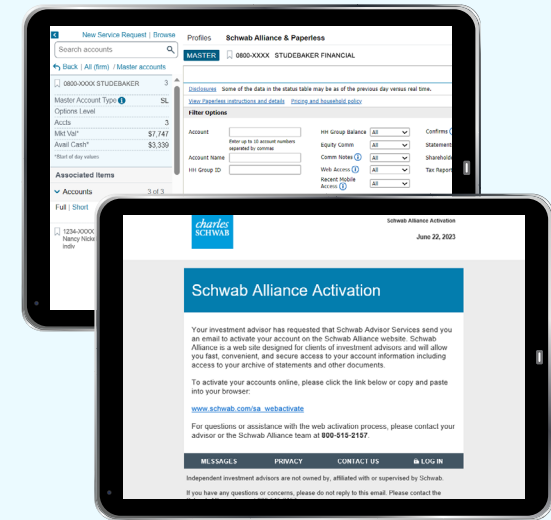 New Service Request | Browse
Search accounts
Back | All (firm) / Master accounts
0800-XXXX STUDEBAKER 3
Master Account Type SL
Options Level
Accls 3
Mkt Val* $7,747
Avail Cash* $3,339
*Start of day values
Associated Items
Accounts 3 of 3
Full | Short
1234-XXXX
Nancy Nicke
Indiv
Profiles Schwab Alliance & Paperless
MASTER 0800-XXXX STUDEBAKER FINANCIAL
Disclosures Some of the data in the status table may be as of the previous day versus real time.
View Paperless instructions and details Pricing and household policy
Filter Options
Account
Enter up to 10 account numbers
separated by commas
Account Name
HH Group ID
HH Group Balance All
Equity Comm All
Comm Notes All
Web Access All
Recent Mobile
Access All
Confirms
Statement
Sharehold
Tax Report
charles
SCHWAB
Schwab Alliance Activation
June 22, 2023
Schwab Alliance Activation
Your investment advisor has requested that Schwab Advisor Services send you
an email to activate your account on the Schwab Alliance website. Schwab
Alliance is a web site designed for clients of investment advisors and will allow
you fast, convenient, and secure access to your account information including
access to your archive of statements and other documents.
To activate your accounts online, please click the link below or copy and paste
into your browser:
www.schwab.com/sa_webactivate
For questions or assistance with the web activation process, please contact your
advisor or the Schwab Alliance team at 800-515-2157.
MESSAGES PRIVACY CONTACT US LOG IN
Independent investment advisors are not owned by, affiliated with or supervised by Schwab.
If you have any questions or concerns, please do not reply to this email. Please contact the